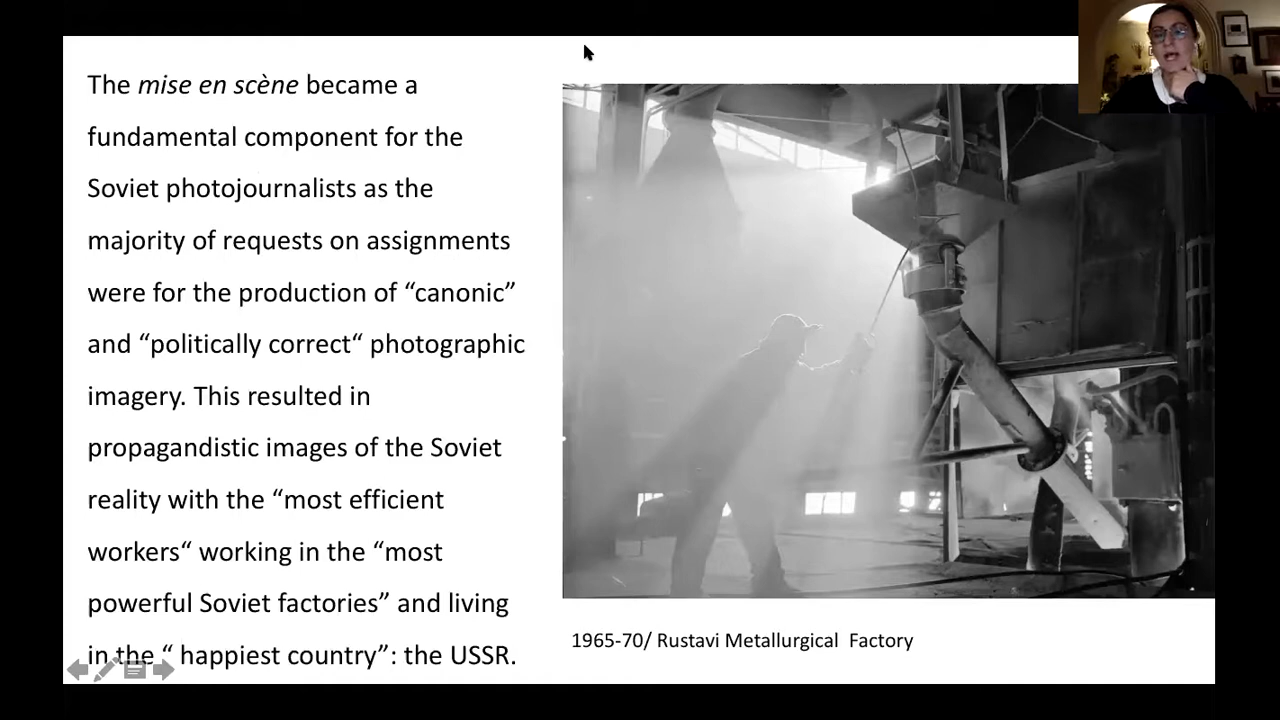 The mise en scène became a
fundamental component for the
Soviet photojournalists as the
majority of requests on assignments
were for the production of “canonic”
and “politically correct“ photographic
imagery. This resulted in
propagandistic images of the Soviet
reality with the “most efficient
workers“ working in the “most
powerful Soviet factories” and living
in the “ happiest country”: the USSR.
1965-70/ Rustavi Metallurgical  Factory